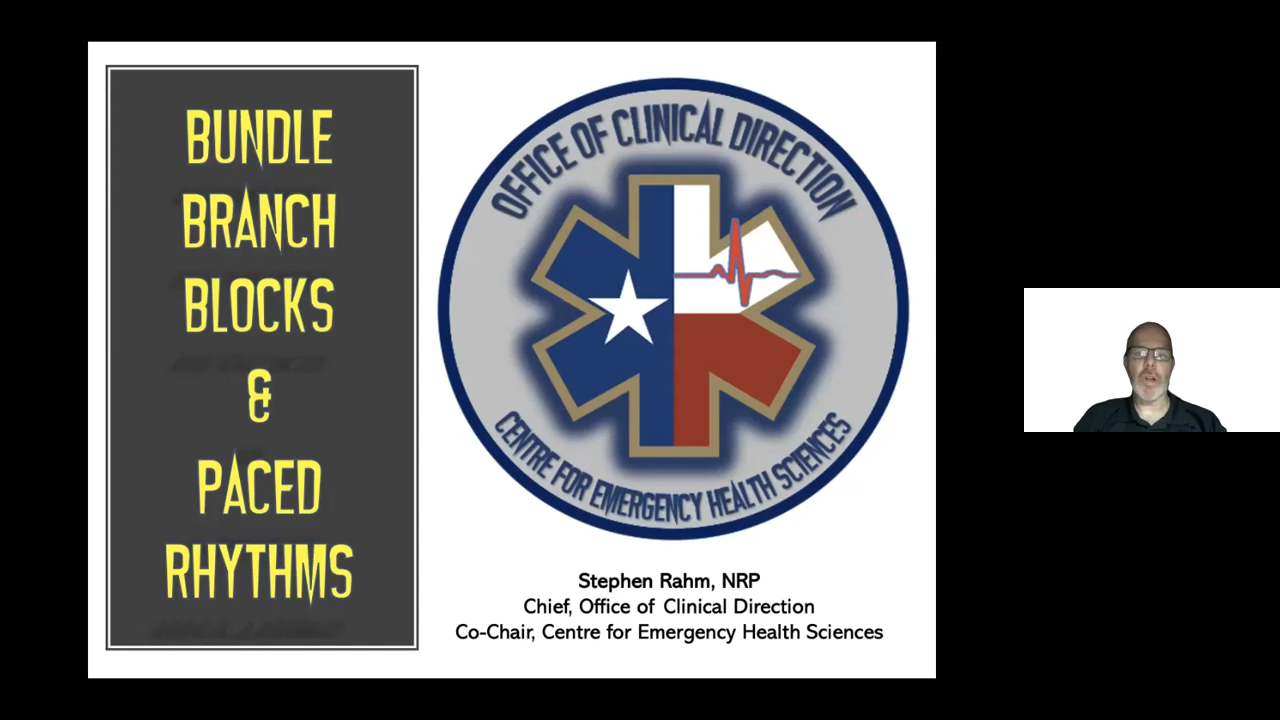 BUNDLE
BRANCH
BLOCKS
&
PACED
RHYTHMS
OFFICE OF CLINICAL DIRECTION
CENTRE FOR EMERGENCY HEALTH SCIENCES
Stephen Rahm, NRP
Chief, Office of Clinical Direction
Co-Chair, Centre for Emergency Health Sciences